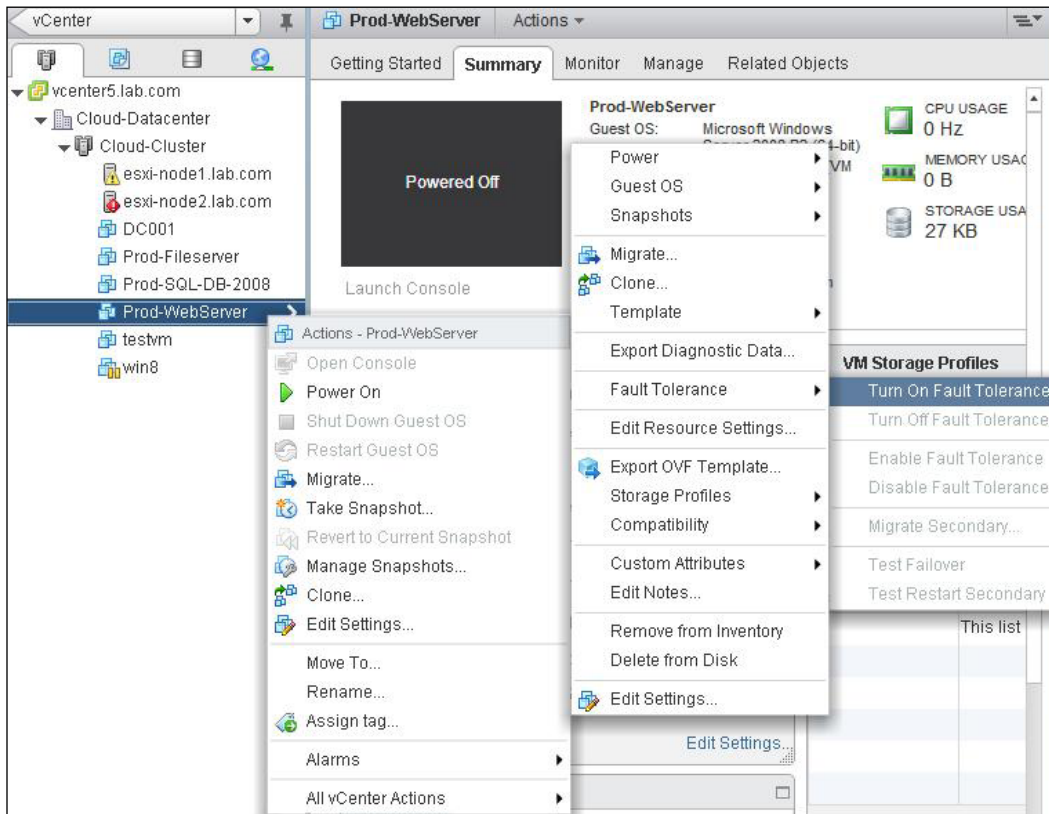 vCenter
Prod-WebServer Actions
Getting Started Summary Monitor Manage Related Objects
vcenter5.lab.com
Cloud-Datacenter
Cloud-Cluster
esxi-node1.lab.com
esxi-node2.lab.com
DC001
Prod-Fileserver
Prod-SQL-DB-2008
Prod-WebServer
testvm
win8
Powered Off
Launch Console
Prod-WebServer
Guest OS: Microsoft Windows
-bit)
VM
CPU USAGE
0 Hz
MEMORY USAG
0 B
STORAGE USA
27 KB
Actions - Prod-WebServer
Open Console
Power On
Shut Down Guest OS
Restart Guest OS
Migrate...
Take Snapshot...
Revert to Current Snapshot
Manage Snapshots...
Clone...
Edit Settings...
Move To...
Rename...
Assign tag...
Alarms
All vCenter Actions
Power
Guest OS
Snapshots
Migrate...
Clone...
Template
Export Diagnostic Data...
Fault Tolerance
Edit Resource Settings...
Export OVF Template...
Storage Profiles
Compatibility
Custom Attributes
Edit Notes...
Remove from Inventory
Delete from Disk
Edit Settings...
VM Storage Profiles
Turn On Fault Tolerance
Turn Off Fault Tolerance
Enable Fault Tolerance
Disable Fault Tolerance
Migrate Secondary...
Test Failover
Test Restart Secondary
This list
Edit Settings...